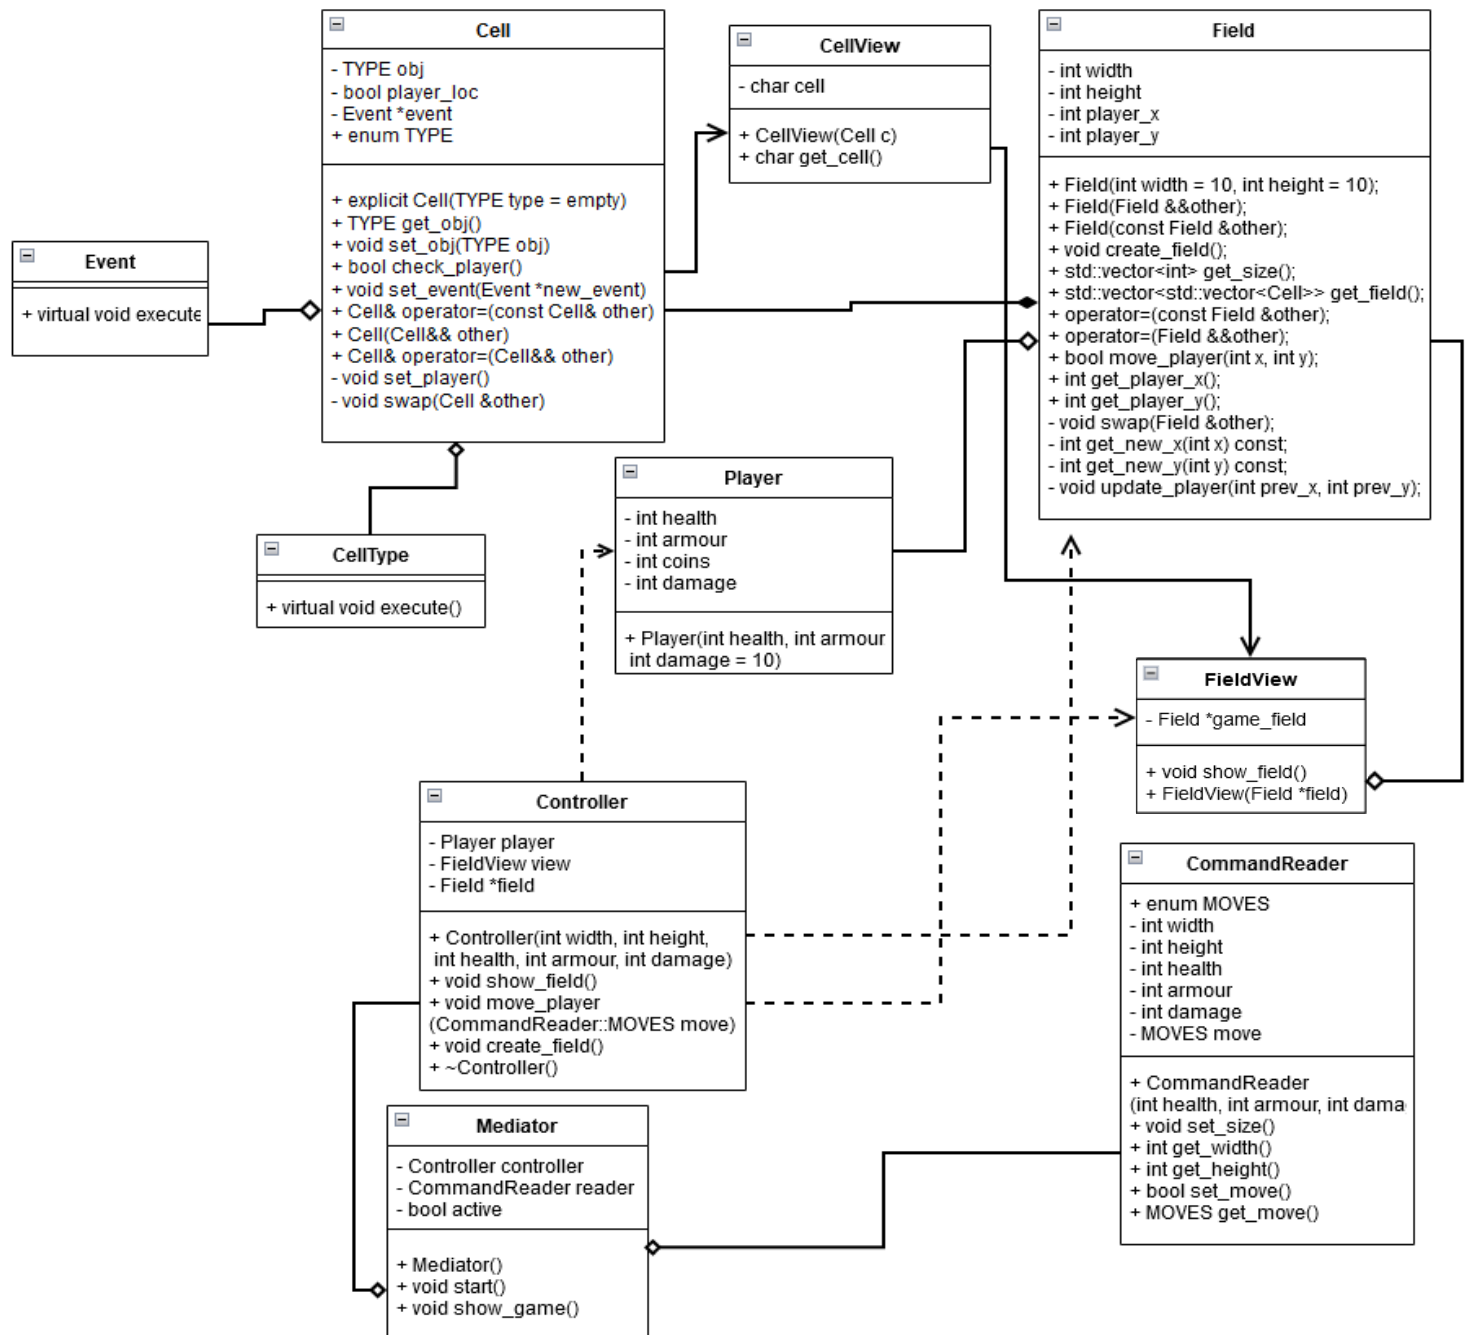 Cell
- TYPE obj
- bool player_loc
- Event *event
+ enum TYPE
+ explicit Cell(TYPE type = empty)
+ TYPE get_obj()
+ void set_obj(TYPE obj)
+ bool check_player()
+ void set_event(Event *new_event)
+ Cell& operator=(const Cell& other)
+ Cell(Cell&& other)
+ Cell& operator=(Cell&& other)
- void set_player()
- void swap(Cell &other)
CellView
- char cell
+ CellView(Cell c)
+ char get_cell()
Field
- int width
- int height
- int player_x
- int player_y
+ Field(int width = 10, int height = 10);
+ Field(Field &&other);
+ Field(const Field &other);
+ void create_field();
+ std::vector<int> get_size();
+ std::vector<std::vector<Cell>> get_field();
+ operator=(const Field &other);
+ operator=(Field &&other);
+ bool move_player(int x, int y);
+ int get_player_x();
+ int get_player_y();
- void swap(Field &other);
- int get_new_x(int x) const;
- int get_new_y(int y) const;
- void update_player(int prev_x, int prev_y);
Event
+ virtual void execute
Player
- int health
- int armour
- int coins
- int damage
+ Player(int health, int armour
int damage = 10)
CellType
+ virtual void execute()
FieldView
- Field *game_field
+ void show_field()
+ FieldView(Field *field)
Controller
- Player player
- FieldView view
- Field *field
+ Controller(int width, int height,
int health, int armour, int damage)
+ void show_field()
+ void move_player
(CommandReader::MOVES move)
+ void create_field()
+ ~Controller()
CommandReader
+ enum MOVES
- int width
- int height
- int health
- int armour
- int damage
- MOVES move
+ CommandReader
(int health, int armour, int dama
+ void set_size()
+ int get_width()
+ int get_height()
+ bool set_move()
+ MOVES get_move()
Mediator
- Controller controller
- CommandReader reader
- bool active
+ Mediator()
+ void start()
+ void show_game()